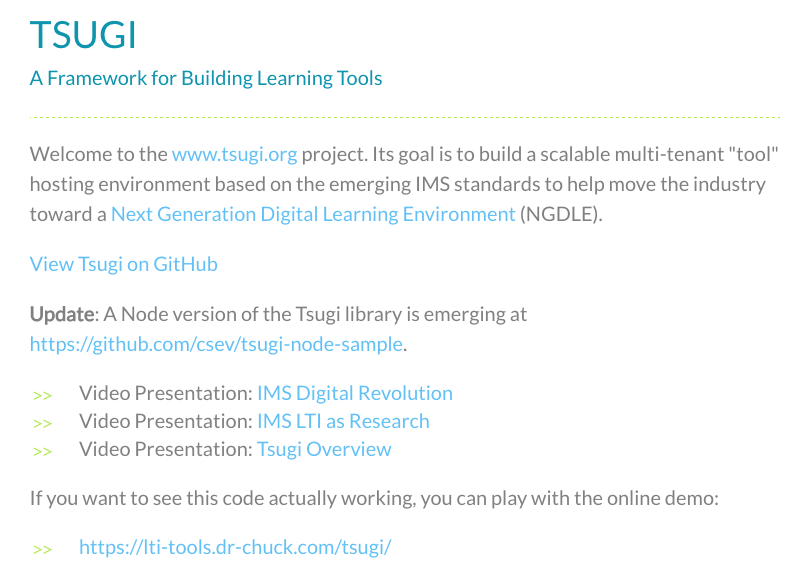 TSUGI
A Framework for Building Learning Tools
Welcome to the www.tsugi.org project. Its goal is to build a scalable multi-tenant "tool"
hosting environment based on the emerging IMS standards to help move the industry
toward a Next Generation Digital Learning Environment (NGDLE).
View Tsugi on GitHub
Update: A Node version of the Tsugi library is emerging at
https://github.com/csev/tsugi-node-sample.
>> Video Presentation: IMS Digital Revolution
>> Video Presentation: IMS LTI as Research
>> Video Presentation: Tsugi Overview
If you want to see this code actually working, you can play with the online demo:
>> https://lti-tools.dr-chuck.com/tsugi/